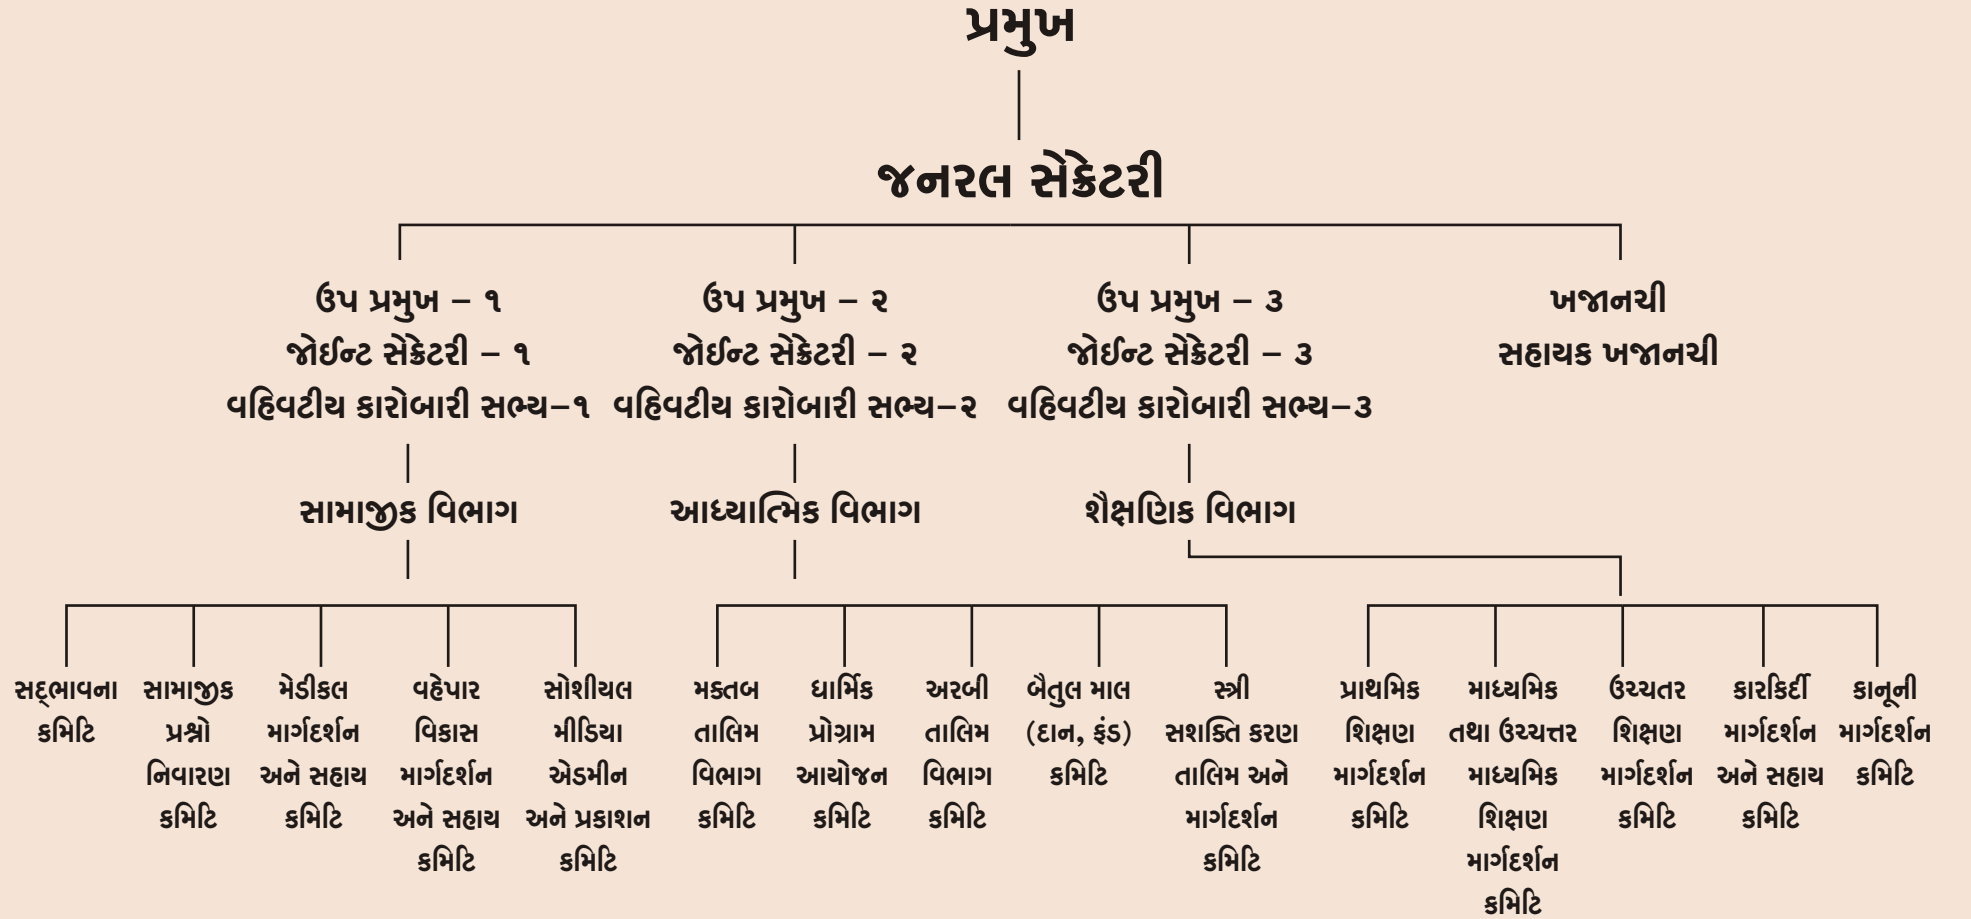 પ્રમુખ
જનરલ સેક્રેટરી
ઉપ પ્રમુખ – ૧
જોઈન્ટ સેક્રેટરી – ૧
વહિવટીય કારોબારી સભ્ય–૧
ઉપ પ્રમુખ – ૨
જોઈન્ટ સેક્રેટરી – ૨
વહિવટીય કારોબારી સભ્ય–૨
ઉપ પ્રમુખ – ૩
જોઈન્ટ સેક્રેટરી – ૩
વહિવટીય કારોબારી સભ્ય–૩
ખજાનચી
સહાયક ખજાનચી
સામાજીક વિભાગ
આધ્યાત્મિક વિભાગ
શૈક્ષણિક વિભાગ
સદ્દભાવના
કમિટિ
સામાજીક
પ્રશ્નો
નિવારણ
કમિટિ
મેડીકલ
માર્ગદર્શન
અને સહાય
કમિટિ
વહેપાર
વિકાસ
માર્ગદર્શન
અને સહાય
કમિટિ
સોશીયલ
મીડિયા
એડમીન
અને પ્રકાશન
કમિટિ
મક્તબ
તાલિમ
વિભાગ
કમિટિ
ધાર્મિક
પ્રોગ્રામ
આયોજન
કમિટિ
અરબી
તાલિમ
વિભાગ
કમિટિ
બૈતુલ માલ
(દાન, ફંડ)
કમિટિ
સ્ત્રી
સશક્તિ કરણ
તાલિમ અને
માર્ગદર્શન
કમિટિ
પ્રાથમિક
શિક્ષણ
માર્ગદર્શન
કમિટિ
માધ્યમિક
તથા ઉચ્ચત્તર
માધ્યમિક
શિક્ષણ
માર્ગદર્શન
કમિટિ
ઉચ્ચતર
શિક્ષણ
માર્ગદર્શન
કમિટિ
કારકિર્દી
માર્ગદર્શન
અને સહાય
કમિટિ
કાનૂની
માર્ગદર્શન
કમિટિ